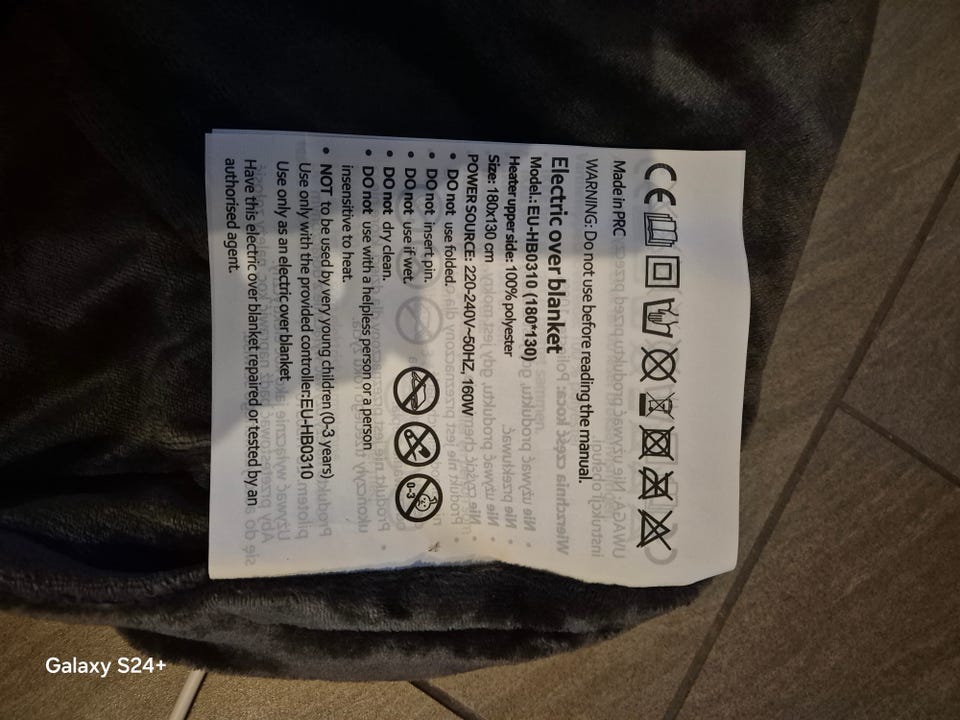 CE
Made in PRC
WARNING: Do not use before reading the manual.
Electric over blanket
Model.: EU-HB0310 (180*130)
Heater upper side: 100% polyester
Size: 180x130 cm
POWER SOURCE: 220-240V~50HZ, 160W
• DO not use folded.
• DO not insert pin.
• DO not use if wet.
• DO not dry clean.
• DO not use with a helpless person or a person
insensitive to heat.
• NOT to be used by very young children (0-3 years)
Use only with the provided controller:EU-HB0310
Use only as an electric over blanket
Have this electric over blanket repaired or tested by an
authorised agent.
0-3
Galaxy S24+